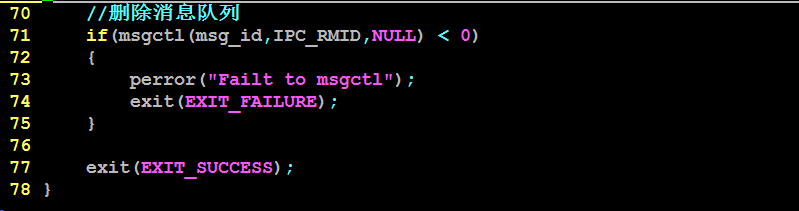 70     //删除消息队列
71     if(msgctl(msg_id,IPC_RMID,NULL) < 0)
72     {
73         perror("Failt to msgctl");
74         exit(EXIT_FAILURE);
75     }
76
77     exit(EXIT_SUCCESS);
78 }